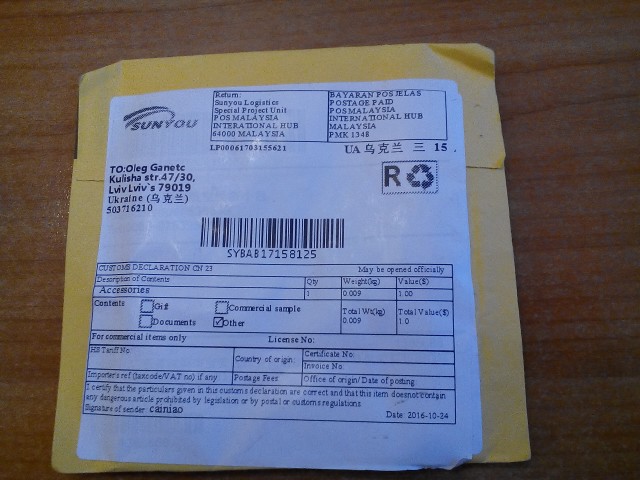 SUNYOU
Return:
Sunyou Logistics
Special Project Unit
POS MALAYSIA
INTERATIONAL HUB
64000 MALAYSIA
BAYARAN POS JELAS
POSTAGE PAID
POS MALAYSIA
INTERNATIONAL HUB
MALAYSIA
PMK 1348
LP00061703155621
UA 乌克兰 三 15 .
TO:Oleg Ganetc
Kulisha str.47/30,
Lviv Lviv`s 79019
Ukraine (乌克兰)
503716210
R
SYBAB17158125
CUSTOMS DECLARATION CN 23 May be opened officially
Description of Contents Qty Weight(kg) Value($)
Accessories 1 0.009 1.00
Contents Gift Commercial sample Total Wt(kg) Total Value($)
Documents Other 0.009 1.0
For commercial items only License No:
HS Tariff No: Country of origin: Certificate No:
Invoice No:
Importer's ref (taxcode/VAT no) if any Postage Fees Office of origin/Date of posting
I certify that the particulars given in this customs declaration are correct and that this item doesnot contain
any dangerous article prohibited by legislation or by postal or customs regulations
Signature of sender cainiao Date: 2016-10-24